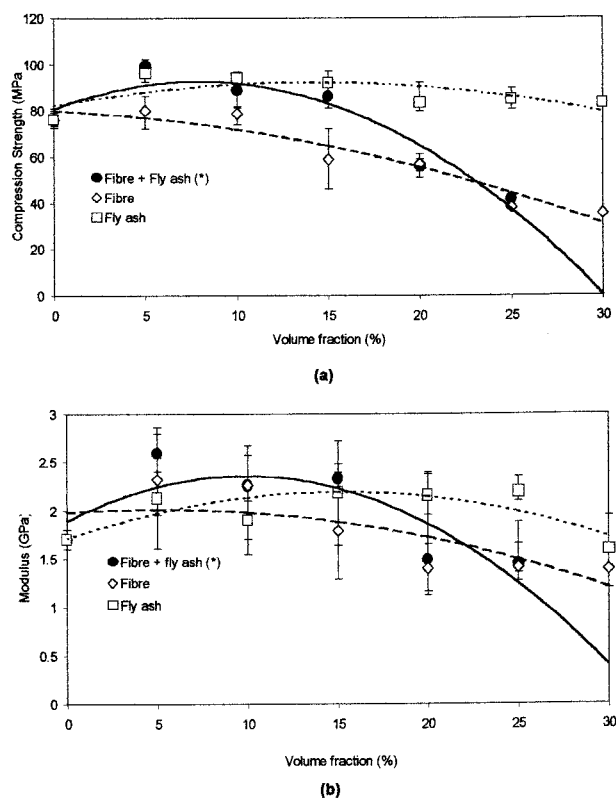 120
100
80
60
40
20
0
Compression Strength (MPa
Fibre + Fly ash (*)
Fibre
Fly ash
0 5 10 15 20 25 30
Volume fraction (%)
(a)
3
2.5
2
1.5
1
0.5
0
Modulus (GPa)
Fibre + fly ash (*)
Fibre
Fly ash
0 5 10 15 20 25 30
Volume fraction (%)
(b)